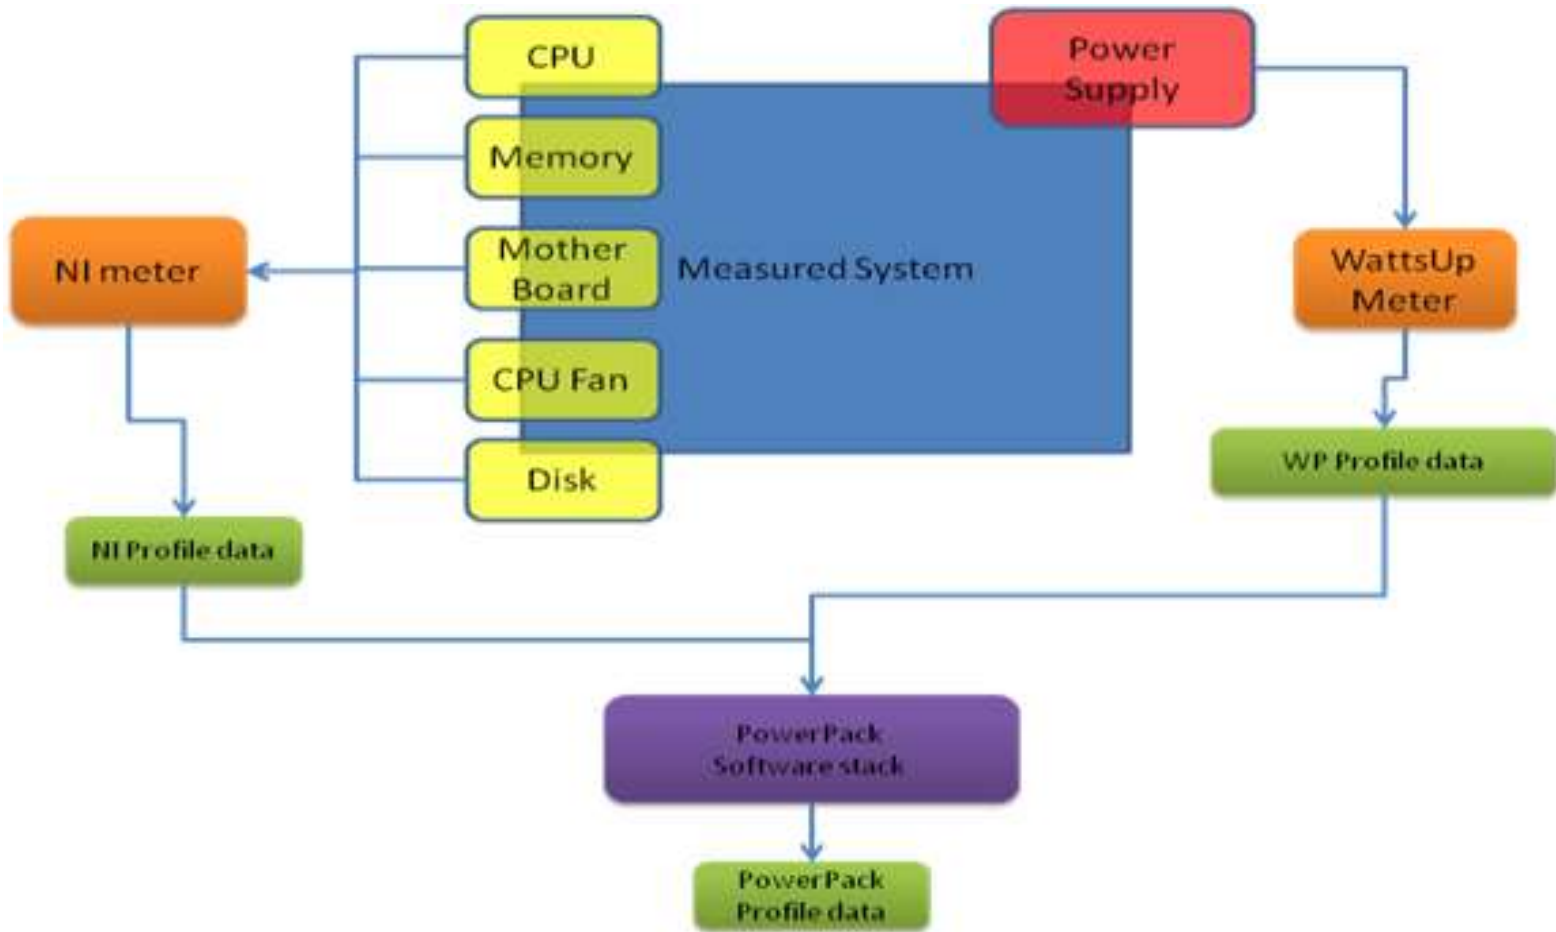 CPU
Power
Supply
Memory
NI meter
Mother
Board
Measured System
WattsUp
Meter
CPU Fan
WP Profile data
Disk
NI Profile data
PowerPack
Software stack
PowerPack
Profile data